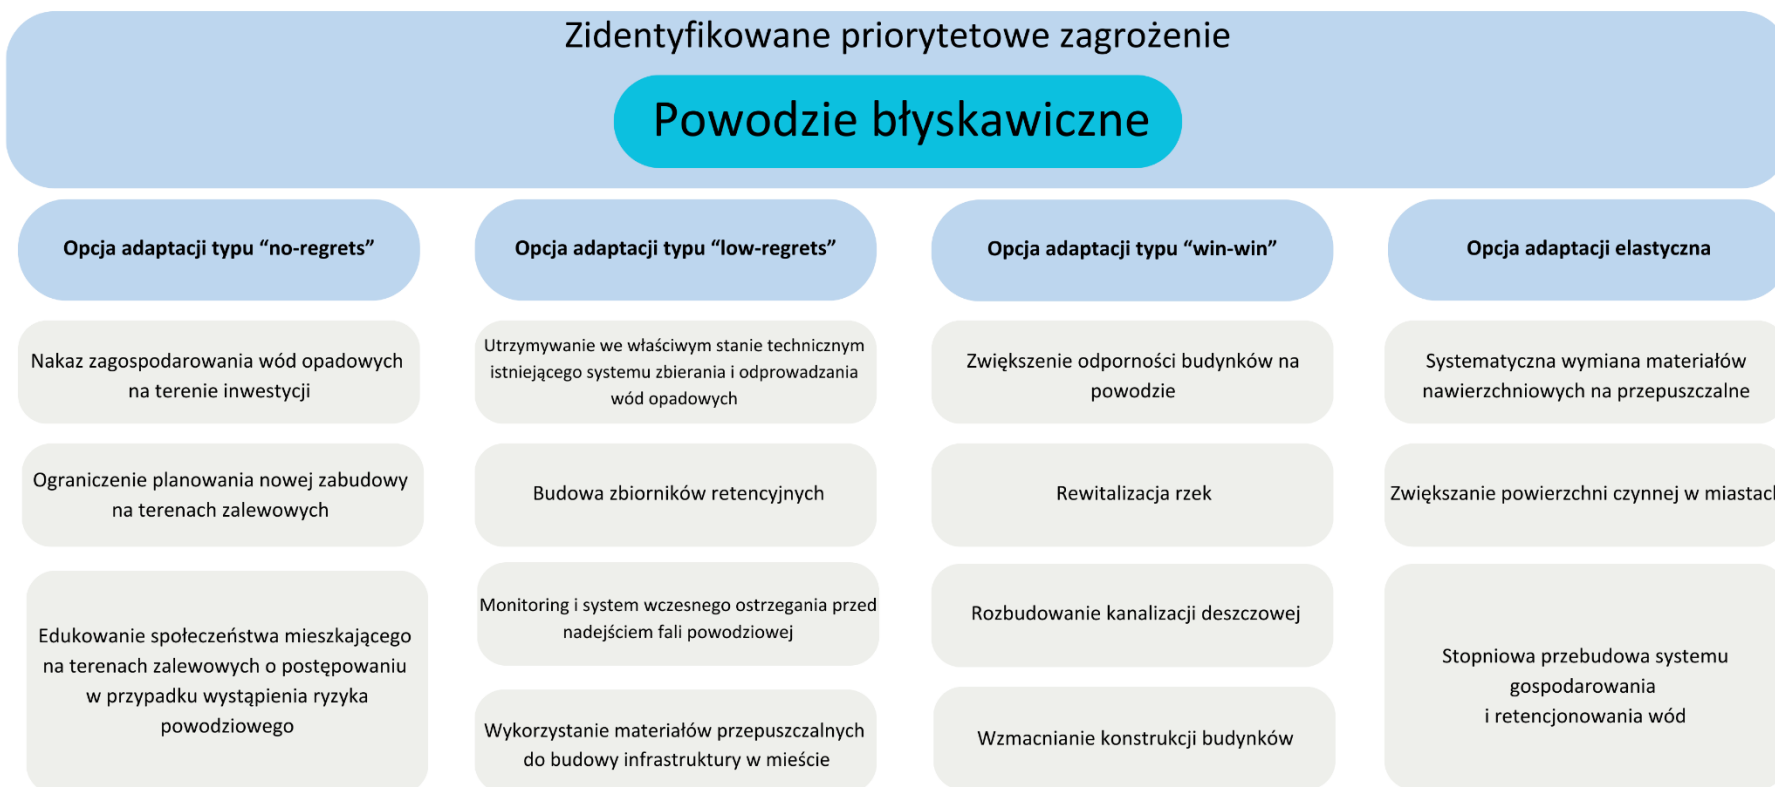 Zidentyfikowane priorytetowe zagrożenie
Powodzie błyskawiczne
Opcja adaptacji typu “no-regrets”
Nakaz zagospodarowania wód opadowych
na terenie inwestycji
Ograniczenie planowania nowej zabudowy
na terenach zalewowych
Edukowanie społeczeństwa mieszkającego
na terenach zalewowych o postępowaniu
w przypadku wystąpienia ryzyka
powodziowego
Opcja adaptacji typu “low-regrets”
Utrzymywanie we właściwym stanie technicznym
istniejącego systemu zbierania i odprowadzania
wód opadowych
Budowa zbiorników retencyjnych
Monitoring i system wczesnego ostrzegania przed
nadejściem fali powodziowej
Wykorzystanie materiałów przepuszczalnych
do budowy infrastruktury w mieście
Opcja adaptacji typu “win-win”
Zwiększenie odporności budynków na
powodzie
Rewitalizacja rzek
Rozbudowanie kanalizacji deszczowej
Wzmacnianie konstrukcji budynków
Opcja adaptacji elastyczna
Systematyczna wymiana materiałów
nawierzchniowych na przepuszczalne
Zwiększanie powierzchni czynnej w miastach
Stopniowa przebudowa systemu
gospodarowania
i retencjonowania wód